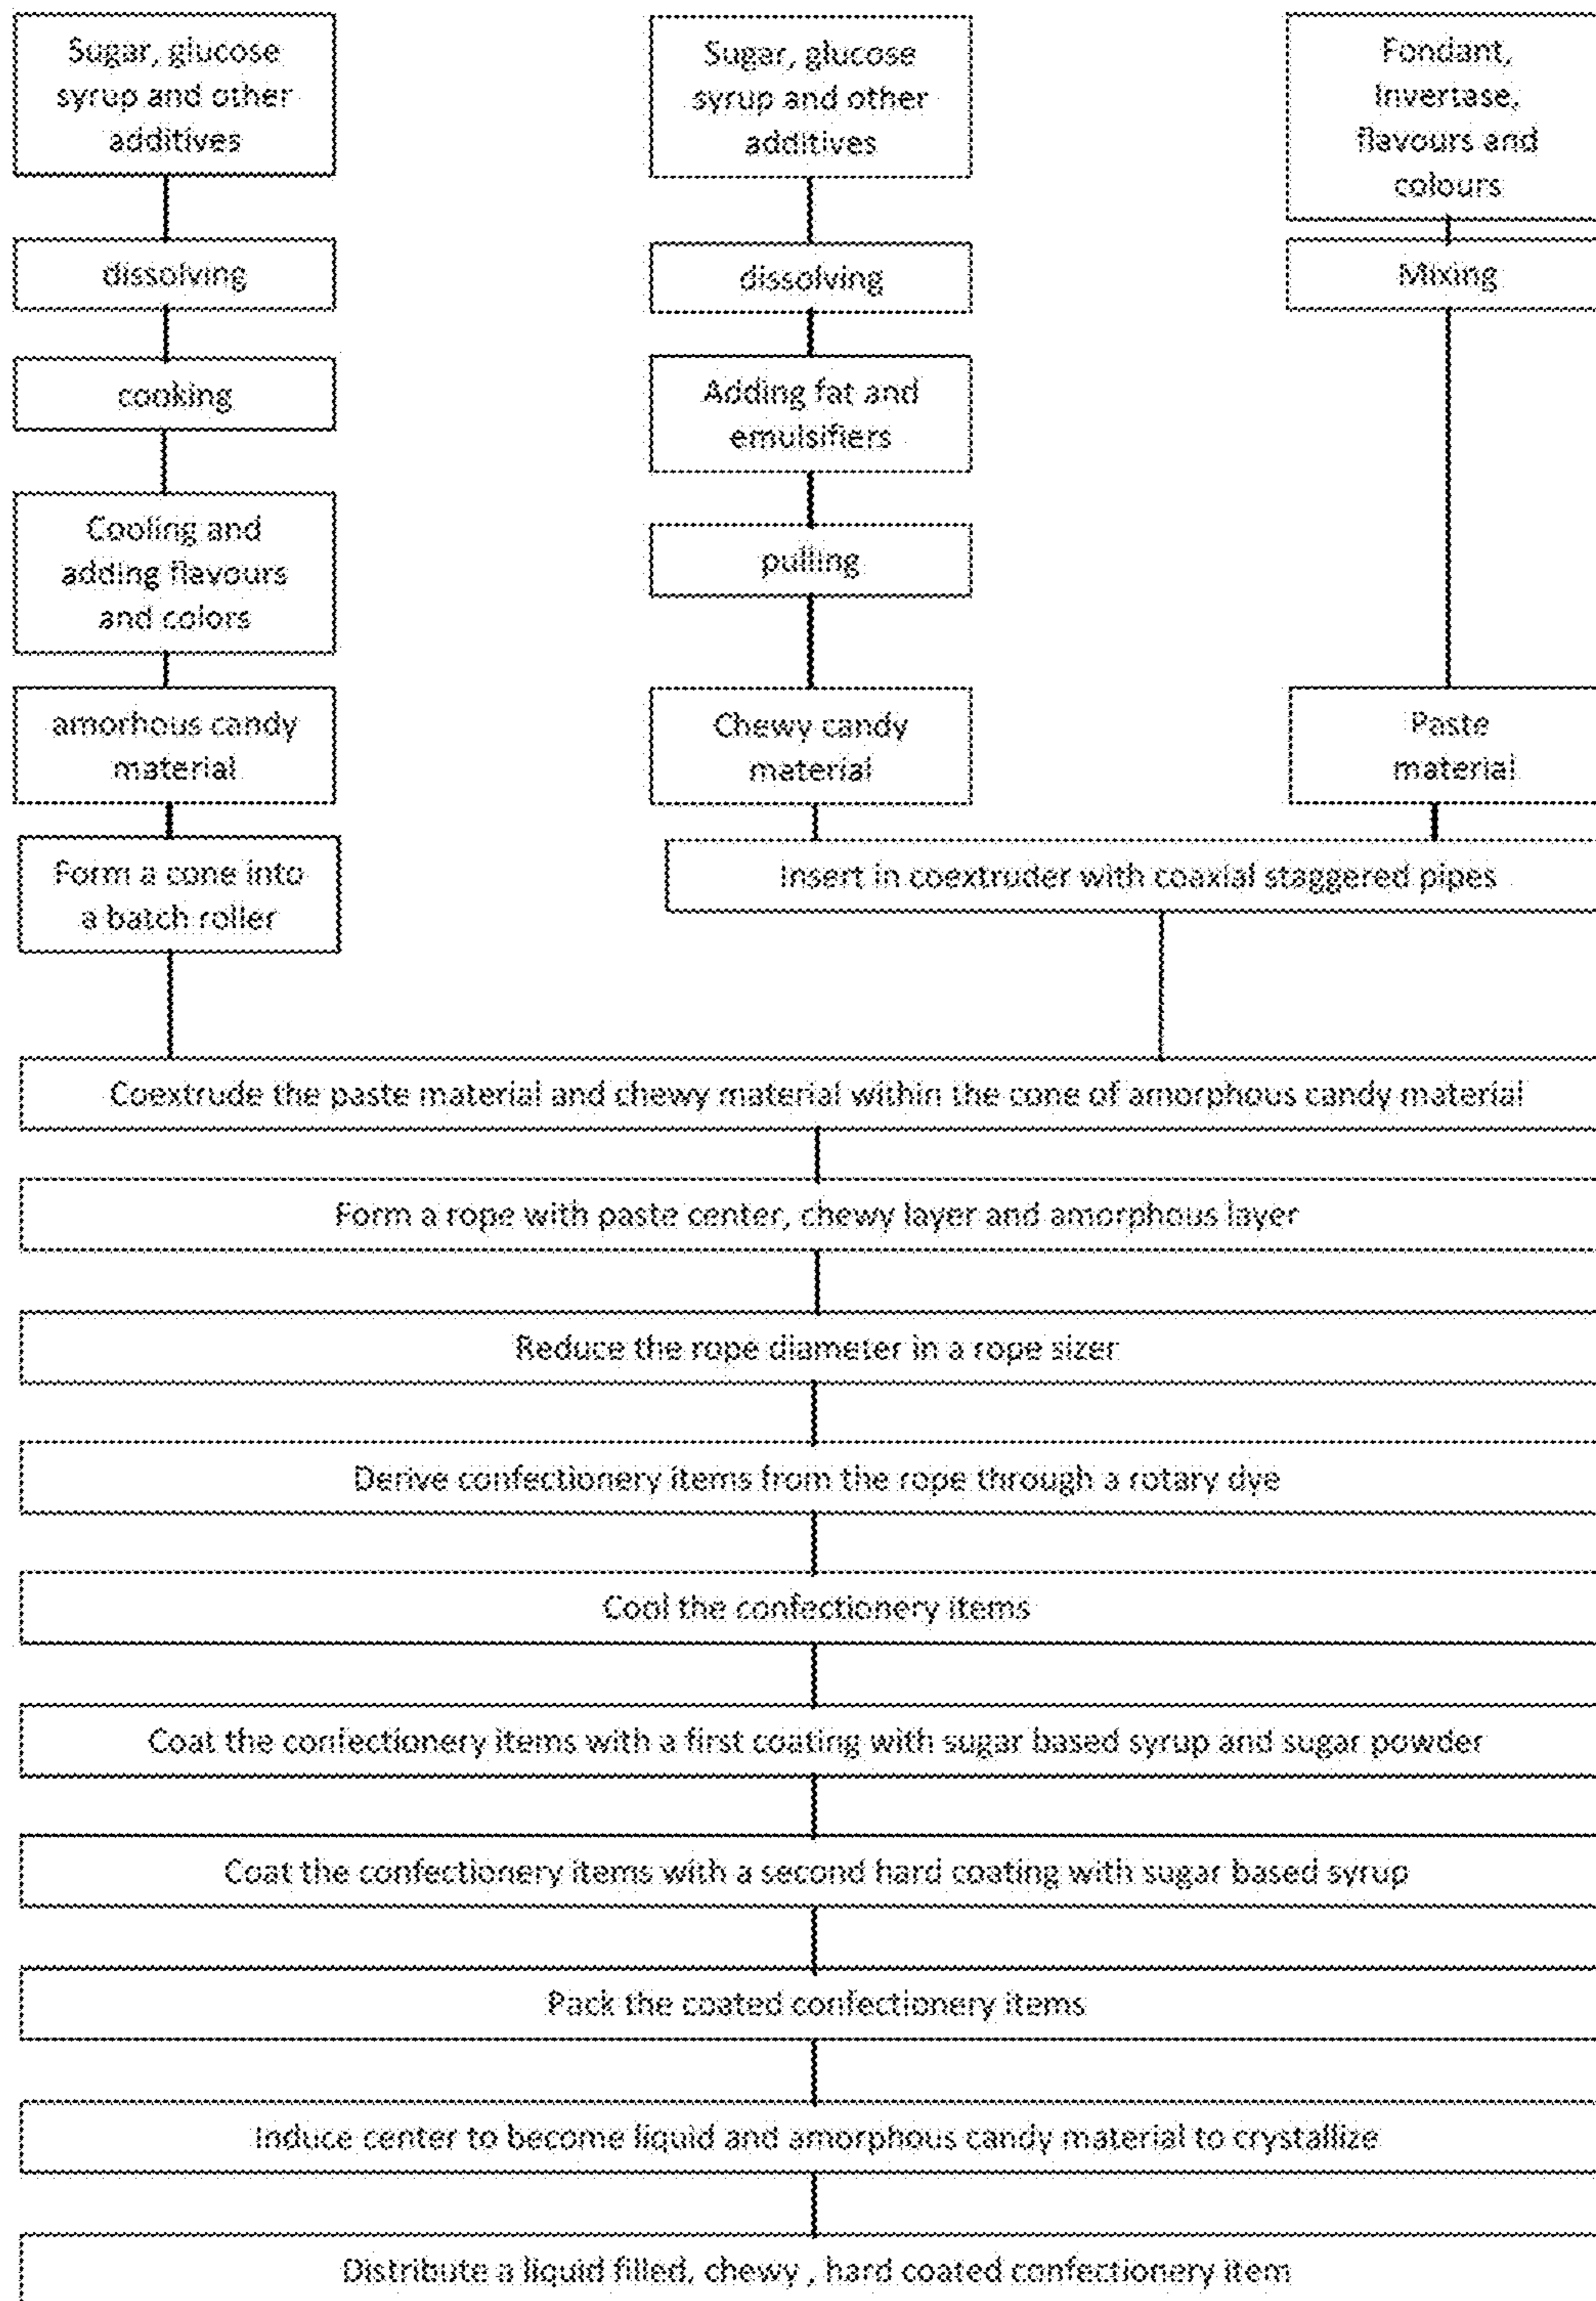 Sugar, glucose
syrup and other
additives
dissolving
cooking
Cooling and
adding flavours
and colors
amorhous candy
material
Form a cone into
a batch roller
Sugar, glucose
syrup and other
additives
dissolving
Adding fat and
emulsifiers
pulling
Chewy candy
material
Fondant,
Invertase,
flavours and
colours
Mixing
Paste
material
Insert in coextruder with coaxial staggered pipes
Coextrude the paste material and chewy material within the cone of amorphous candy material
Form a rope with paste center, chewy layer and amorphous layer
Reduce the rope diameter in a rope sizer
Derive confectionery items from the rope through a rotary dye
Cool the confectionery items
Coat the confectionery items with a first coating with sugar based syrup and sugar powder
Coat the confectionery items with a second hard coating with sugar based syrup
Pack the coated confectionery items
Induce center to become liquid and amorphous candy material to crystallize
Distribute a liquid filled, chewy , hard coated confectionery item